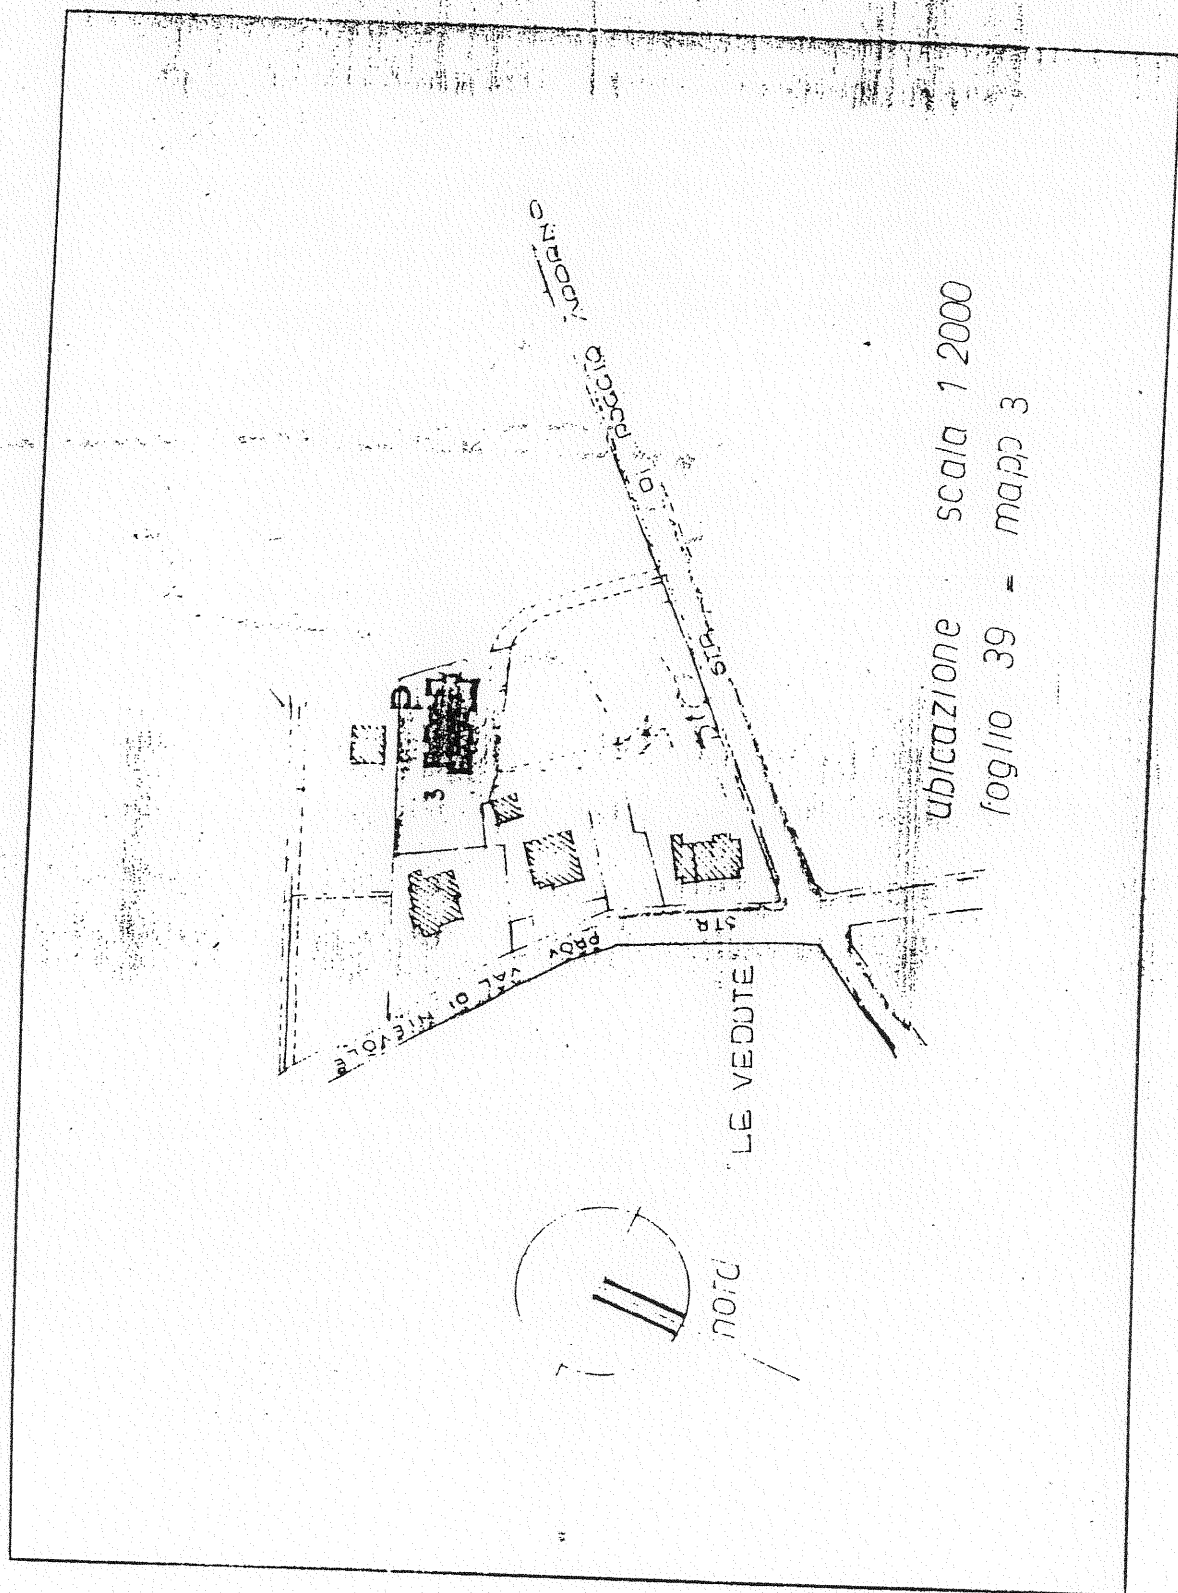 ubicazione scala 1 2000
foglio 39 = mapp 3
STR DI POGGIO ADORNO
STR
PROV VAL DI NIEVOLE
"LE VEDUTE"
3
nord